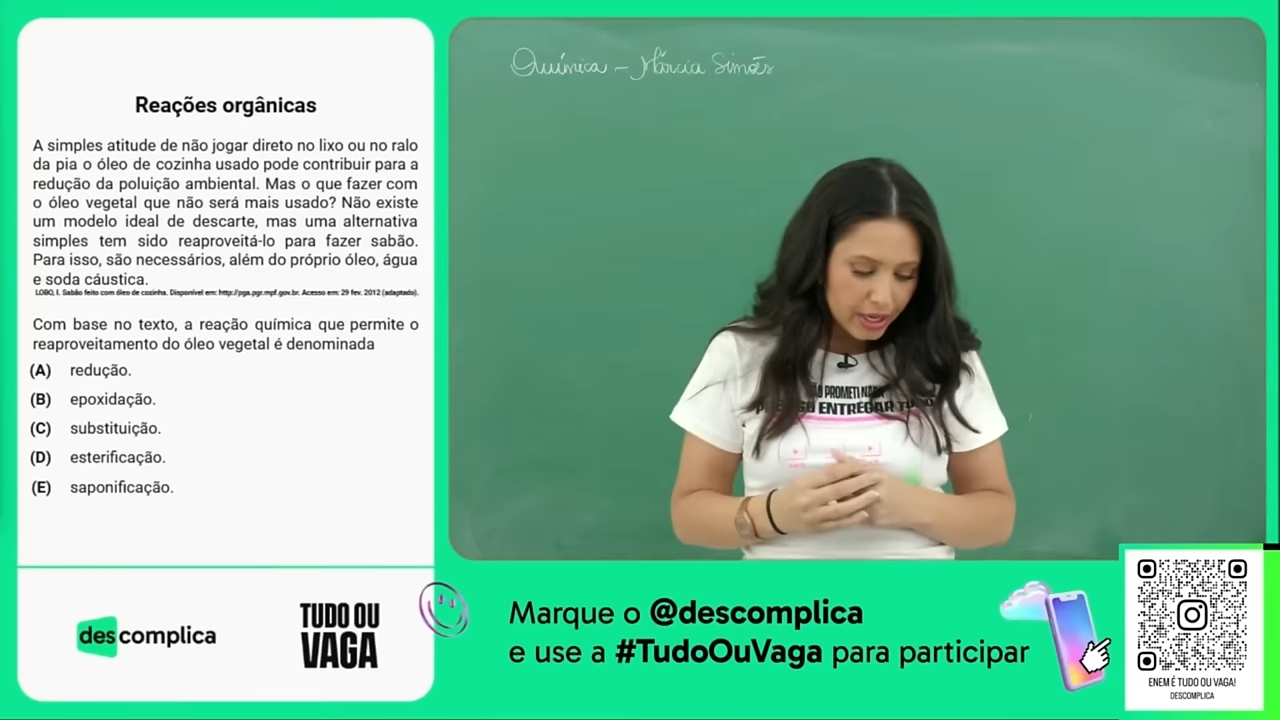 Reações orgânicas
A simples atitude de não jogar direto no lixo ou no ralo
da pia o óleo de cozinha usado pode contribuir para a
redução da poluição ambiental. Mas o que fazer com
o óleo vegetal que não será mais usado? Não existe
um modelo ideal de descarte, mas uma alternativa
simples tem sido reaproveitá-lo para fazer sabão.
Para isso, são necessários, além do próprio óleo, água
e soda cáustica.
LOBO, I. Sabão feito com óleo de cozinha. Disponível em: http://pga.pgr.mpf.gov.br. Acesso em: 29 fev. 2012 (adaptado).
Com base no texto, a reação química que permite o
reaproveitamento do óleo vegetal é denominada
(A) redução.
(B) epoxidação.
(C) substituição.
(D) esterificação.
(E) saponificação.
descomplica
TUDO OU
VAGA
Química – Márcia Simões
PROMETI NADA
ENTREGAR
Marque o @descomplica
e use a #TudoOuVaga para participar
ENEM É TUDO OU VAGA!
DESCOMPLICA